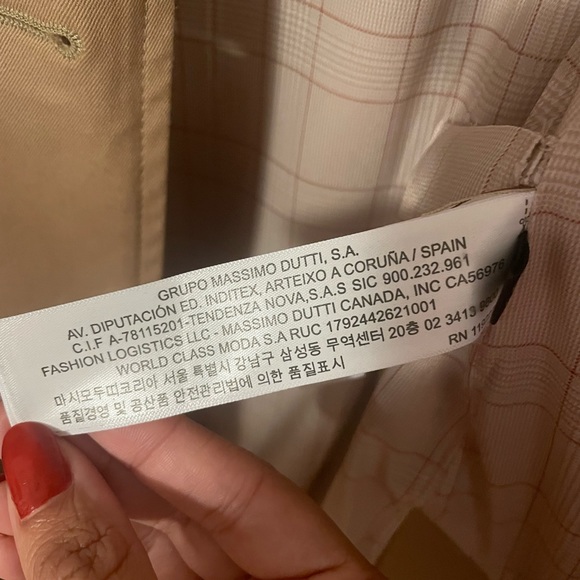 GRUPO MASSIMO DUTTI, S.A.
AV. DIPUTACIÓN ED. INDITEX, ARTEIXO A CORUÑA / SPAIN
C.I.F A-78115201-TENDENZA NOVA,S.A.S SIC 900.232.961
FASHION LOGISTICS LLC - MASSIMO DUTTI CANADA, INC CA56976
WORLD CLASS MODA S.A RUC 1792442621001
RN
마시모두띠코리아 서울 특별시 강남구 삼성동 무역센터 20층 02 3413
품질경영 및 공산품 안전관리법에 의한 품질표시